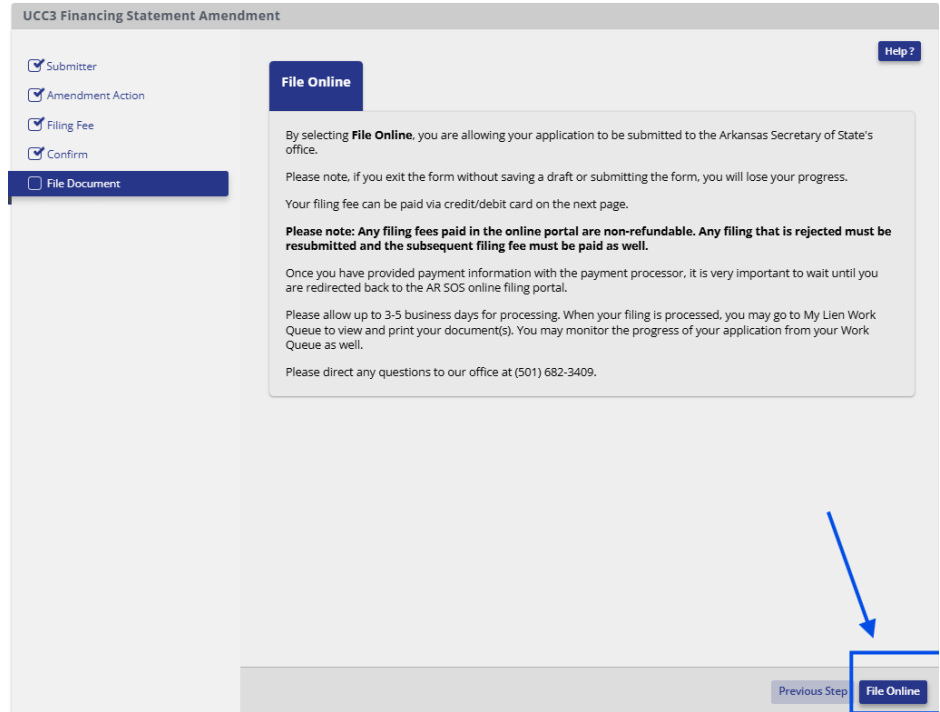 UCC3 Financing Statement Amendment
Help ?
Submitter
Amendment Action
Filing Fee
Confirm
File Document
File Online
By selecting File Online, you are allowing your application to be submitted to the Arkansas Secretary of State's
office.
Please note, if you exit the form without saving a draft or submitting the form, you will lose your progress.
Your filing fee can be paid via credit/debit card on the next page.
Please note: Any filing fees paid in the online portal are non-refundable. Any filing that is rejected must be
resubmitted and the subsequent filing fee must be paid as well.
Once you have provided payment information with the payment processor, it is very important to wait until you
are redirected back to the AR SOS online filing portal.
Please allow up to 3-5 business days for processing. When your filing is processed, you may go to My Lien Work
Queue to view and print your document(s). You may monitor the progress of your application from your Work
Queue as well.
Please direct any questions to our office at (501) 682-3409.
Previous Step
File Online